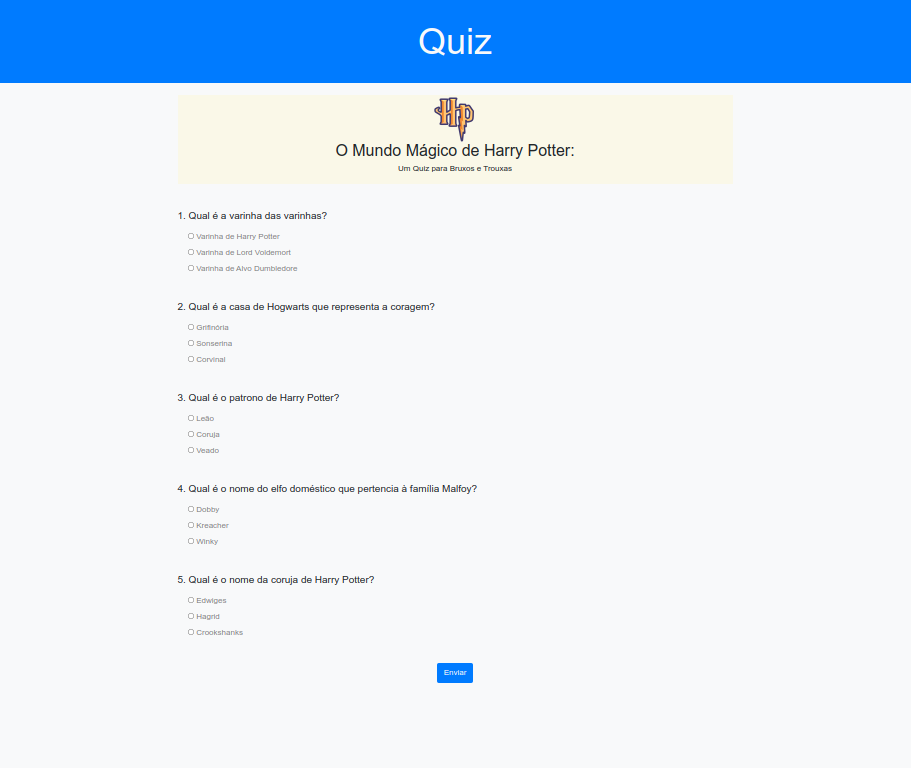 Quiz
Hp
O Mundo Mágico de Harry Potter:
Um Quiz para Bruxos e Trouxas
1. Qual é a varinha das varinhas?
Varinha de Harry Potter
Varinha de Lord Voldemort
Varinha de Alvo Dumbledore
2. Qual é a casa de Hogwarts que representa a coragem?
Grifinória
Sonserina
Corvinal
3. Qual é o patrono de Harry Potter?
Leão
Coruja
Veado
4. Qual é o nome do elfo doméstico que pertencia à família Malfoy?
Dobby
Kreacher
Winky
5. Qual é o nome da coruja de Harry Potter?
Edwiges
Hagrid
Crookshanks
Enviar